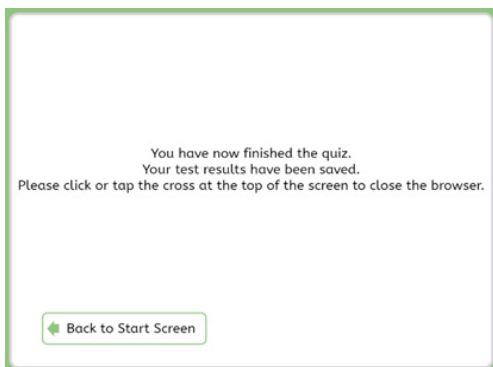 You have now finished the quiz.
Your test results have been saved.
Please click or tap the cross at the top of the screen to close the browser.
Back to Start Screen